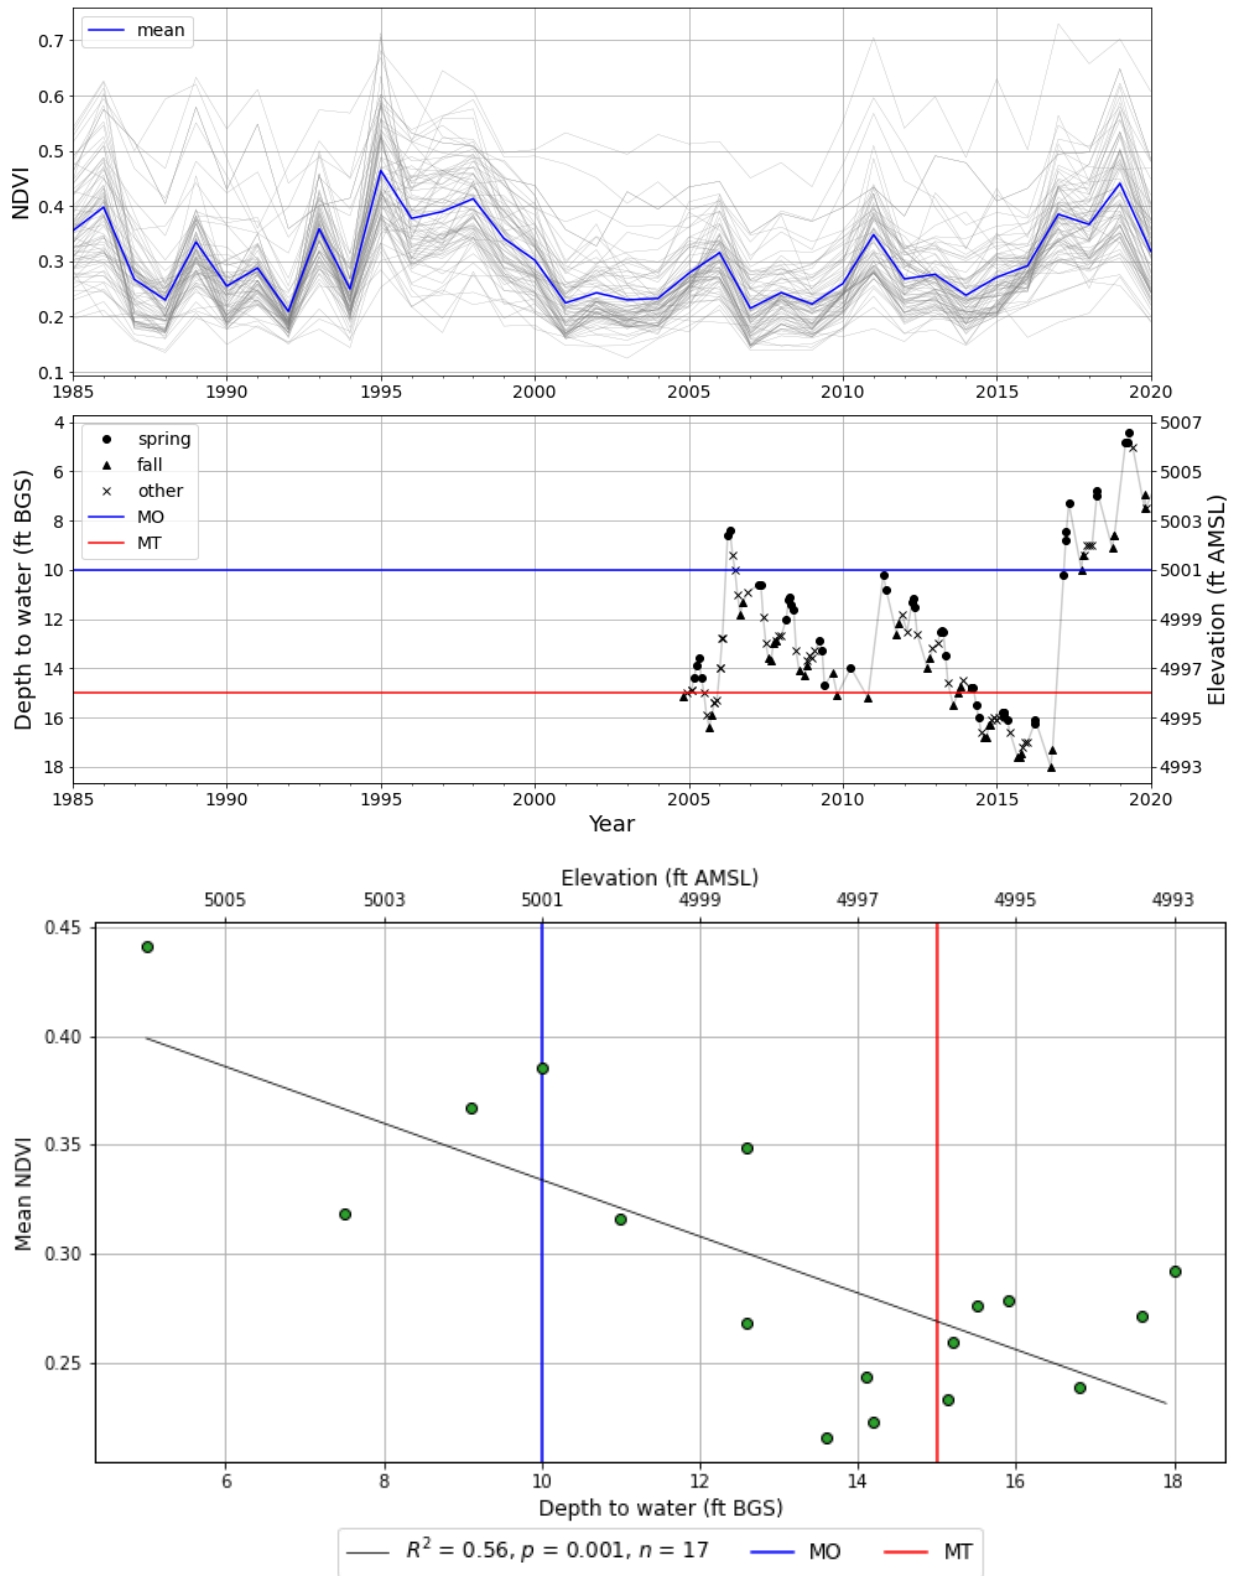 mean
0.7
0.6
0.5
0.4
0.3
0.2
0.1
NDVI
1985 1990 1995 2000 2005 2010 2015 2020
spring
fall
other
MO
MT
4
6
8
10
12
14
16
18
Depth to water (ft BGS)
5007
5005
5003
5001
4999
4997
4995
4993
Elevation (ft AMSL)
1985 1990 1995 2000 2005 2010 2015 2020
Year
Elevation (ft AMSL)
5005 5003 5001 4999 4997 4995 4993
0.45
0.40
0.35
0.30
0.25
Mean NDVI
6 8 10 12 14 16 18
Depth to water (ft BGS)
R² = 0.56, p = 0.001, n = 17 MO MT